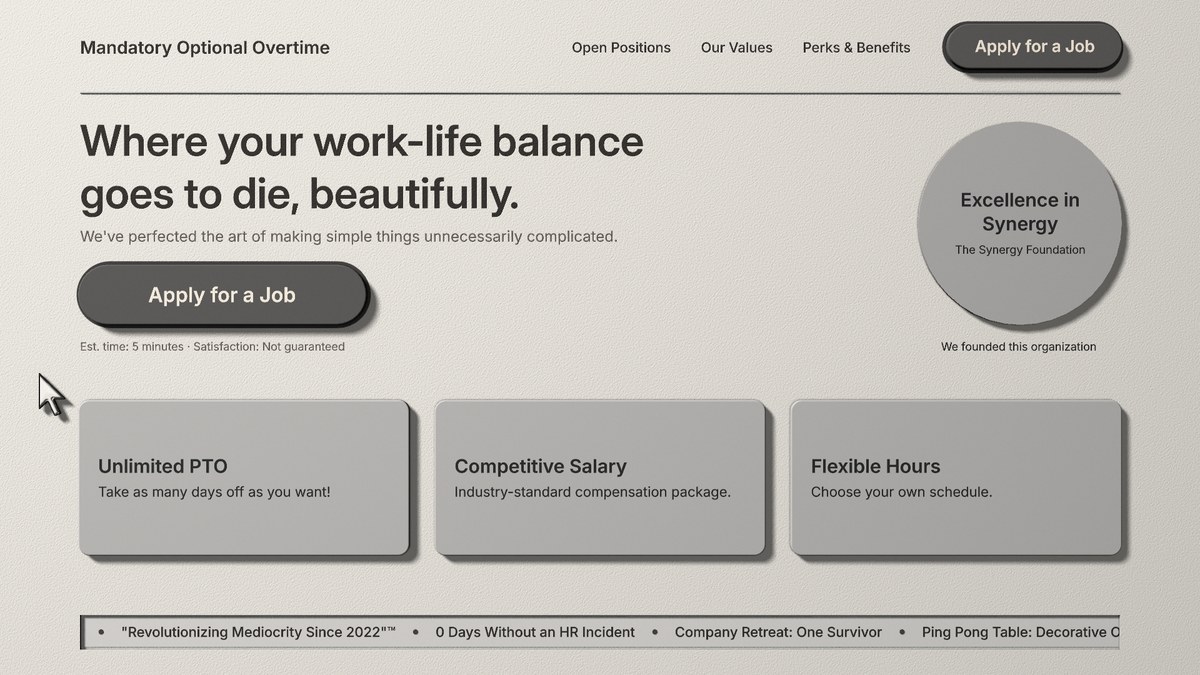 Mandatory Optional Overtime
Open Positions
Our Values
Perks & Benefits
Apply for a Job
Where your work-life balance
goes to die, beautifully.
We've perfected the art of making simple things unnecessarily complicated.
Apply for a Job
Est. time: 5 minutes · Satisfaction: Not guaranteed
Excellence in
Synergy
The Synergy Foundation
We founded this organization
Unlimited PTO
Take as many days off as you want!
Competitive Salary
Industry-standard compensation package.
Flexible Hours
Choose your own schedule.
• "Revolutionizing Mediocrity Since 2022"™ • 0 Days Without an HR Incident • Company Retreat: One Survivor • Ping Pong Table: Decorative